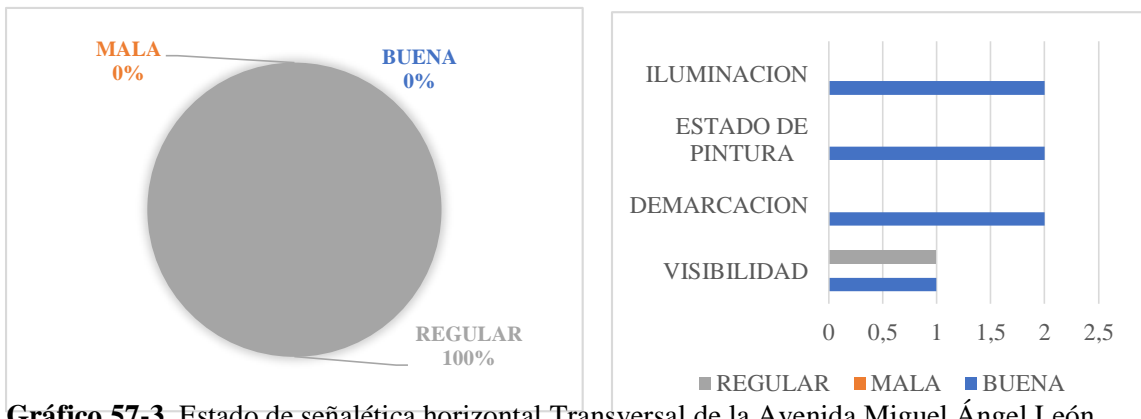 MALA
0%
BUENA
0%
REGULAR
100%
ILUMINACION
ESTADO DE
PINTURA
DEMARCACION
VISIBILIDAD
0 0,5 1 1,5 2 2,5
REGULAR MALA BUENA
Gráfico 57-3. Estado de señalética horizontal Transversal de la Avenida Miguel Ángel León